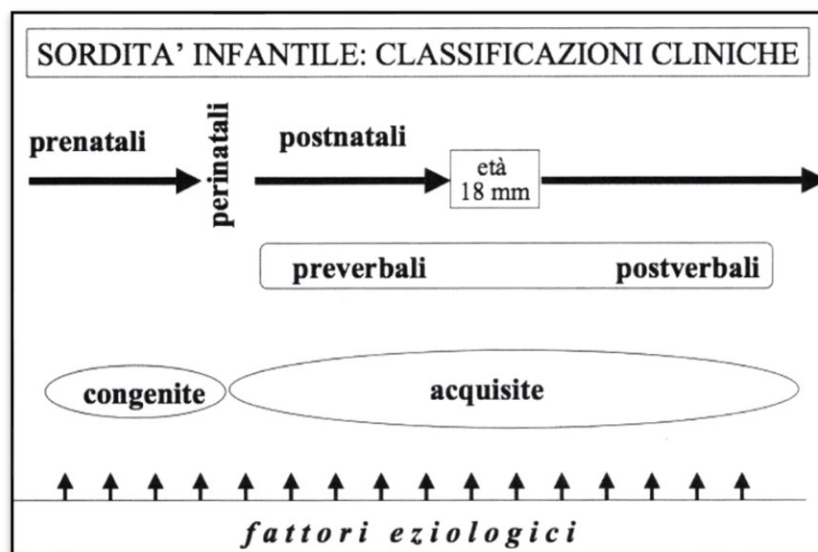 SORDITA’ INFANTILE: CLASSIFICAZIONI CLINICHE
prenatali
perinatali
postnatali
età
18 mm
preverbali
postverbali
congenite
acquisite
fattori eziologici